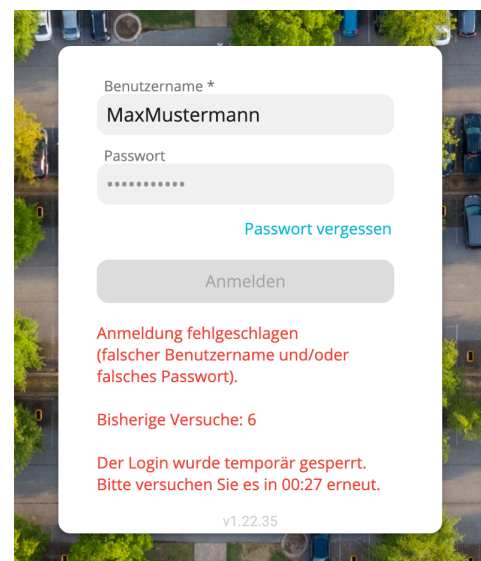 Benutzername *
MaxMustermann
Passwort
•••••••••••
Passwort vergessen
Anmelden
Anmeldung fehlgeschlagen
(falscher Benutzername und/oder
falsches Passwort).
Bisherige Versuche: 6
Der Login wurde temporär gesperrt.
Bitte versuchen Sie es in 00:27 erneut.
v1.22.35